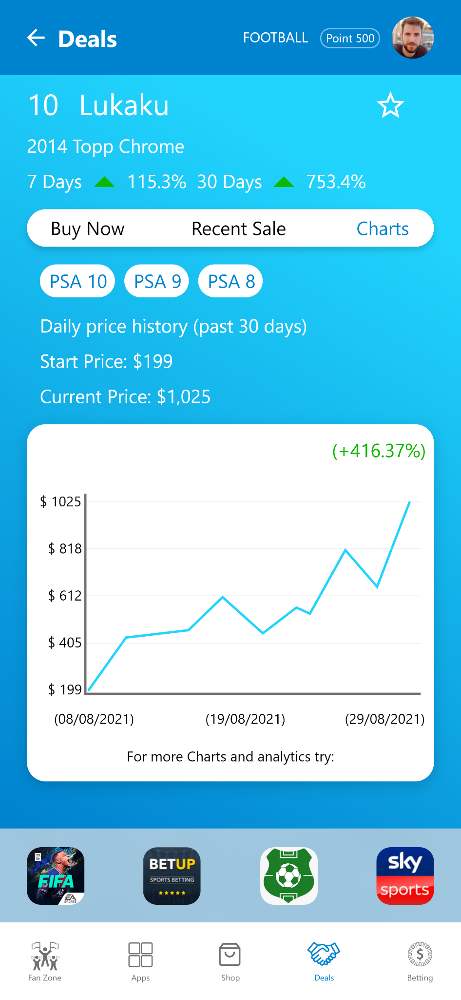 Deals
FOOTBALL
Point 500
10 Lukaku
2014 Topp Chrome
7 Days 115.3% 30 Days 753.4%
Buy Now Recent Sale Charts
PSA 10 PSA 9 PSA 8
Daily price history (past 30 days)
Start Price: $199
Current Price: $1,025
(+416.37%)
$ 1025
$ 818
$ 612
$ 405
$ 199
(08/08/2021) (19/08/2021) (29/08/2021)
For more Charts and analytics try:
FIFA
FIFA
EA
SPORTS
BETUP
SPORTS BETTING
sky
sports
Fan Zone Apps Shop Deals Betting